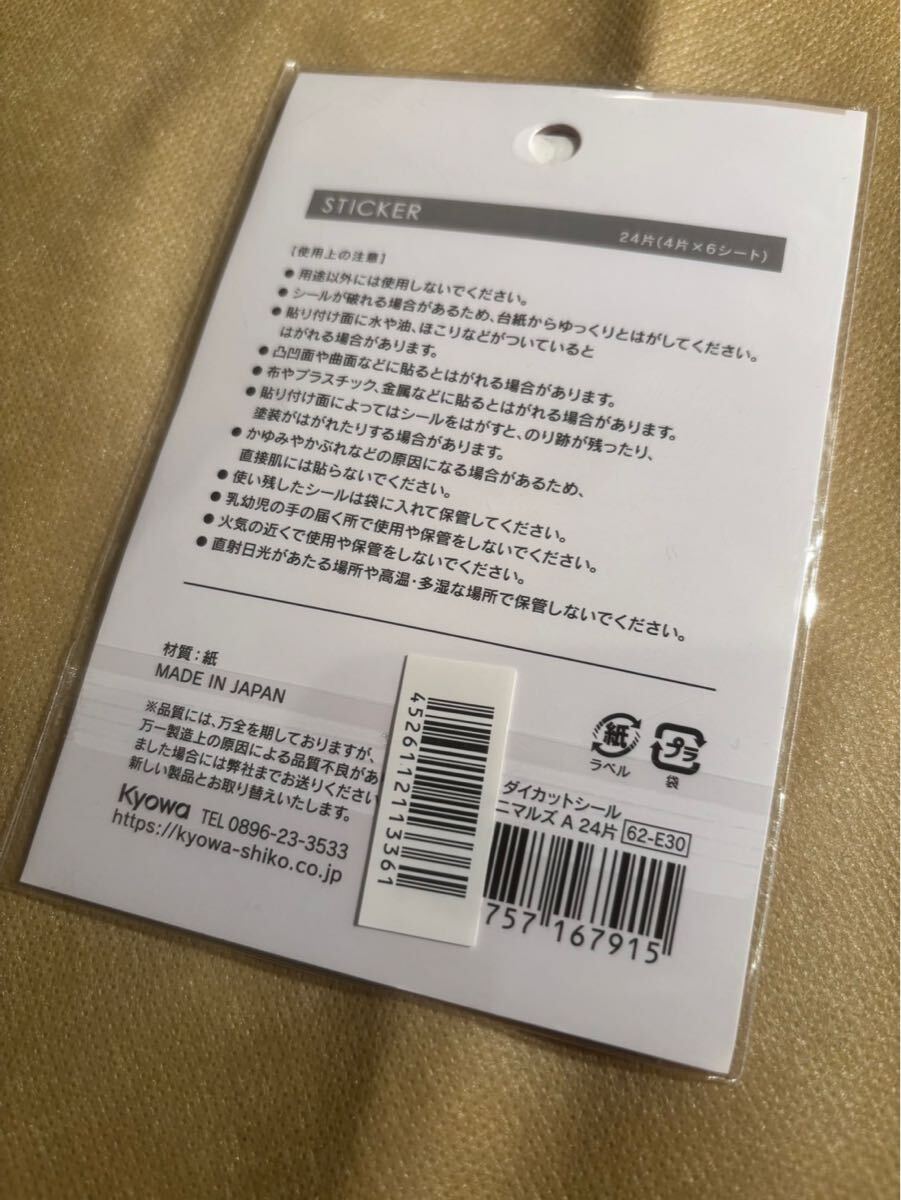 STICKER
24片(4片×6シート)
[使用上の注意]
● 用途以外には使用しないでください。
● シールが破れる場合があるため、台紙からゆっくりとはがしてください。
● 貼り付け面に水や油、ほこりなどがついていると
はがれる場合があります。
● 凸凹面や曲面などに貼るとはがれる場合があります。
● 布やプラスチック、金属などに貼るとはがれる場合があります。
● 貼り付け面によってはシールをはがすと、のり跡が残ったり、
塗装がはがれたりする場合があります。
● かゆみやかぶれなどの原因になる場合があるため、
直接肌には貼らないでください。
● 使い残したシールは袋に入れて保管してください。
● 乳幼児の手の届く所で使用や保管をしないでください。
● 火気の近くで使用や保管をしないでください。
● 直射日光があたる場所や高温・多湿な場所で保管しないでください。
材質:紙
MADE IN JAPAN
※品質には、万全を期しておりますが、
万一製造上の原因による品質不良があ
ました場合には弊社までお送りください
新しい製品とお取り替えいたします。
Kyowa TEL 0896-23-3533
https://kyowa-shiko.co.jp
4526112113361
紙
ラベル
プラ
袋
ダイカットシール
ニマルズ A 24片 62-E30
757 167915